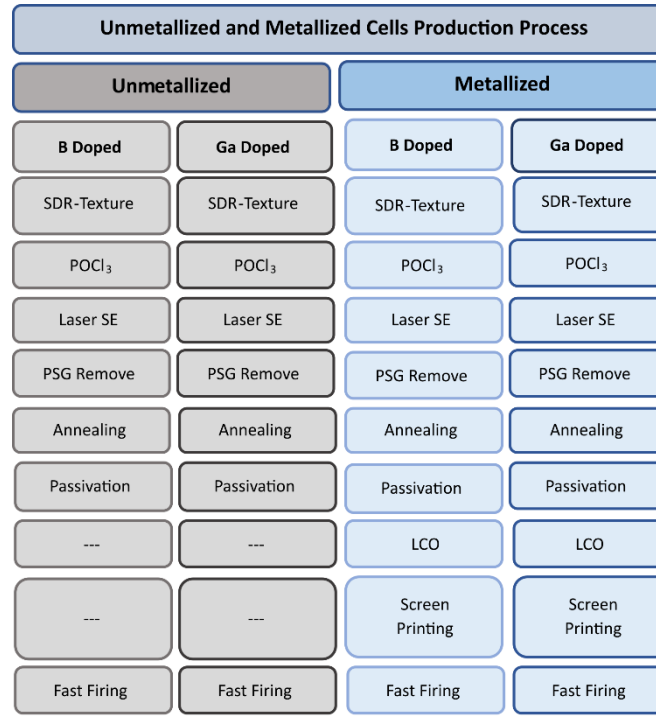 Unmetallized and Metallized Cells Production Process
Unmetallized Metallized
B Doped Ga Doped B Doped Ga Doped
SDR-Texture SDR-Texture SDR-Texture SDR-Texture
POCl₃ POCl₃ POCl₃ POCl₃
Laser SE Laser SE Laser SE Laser SE
PSG Remove PSG Remove PSG Remove PSG Remove
Annealing Annealing Annealing Annealing
Passivation Passivation Passivation Passivation
--- --- LCO LCO
--- --- Screen Printing Screen Printing
Fast Firing Fast Firing Fast Firing Fast Firing